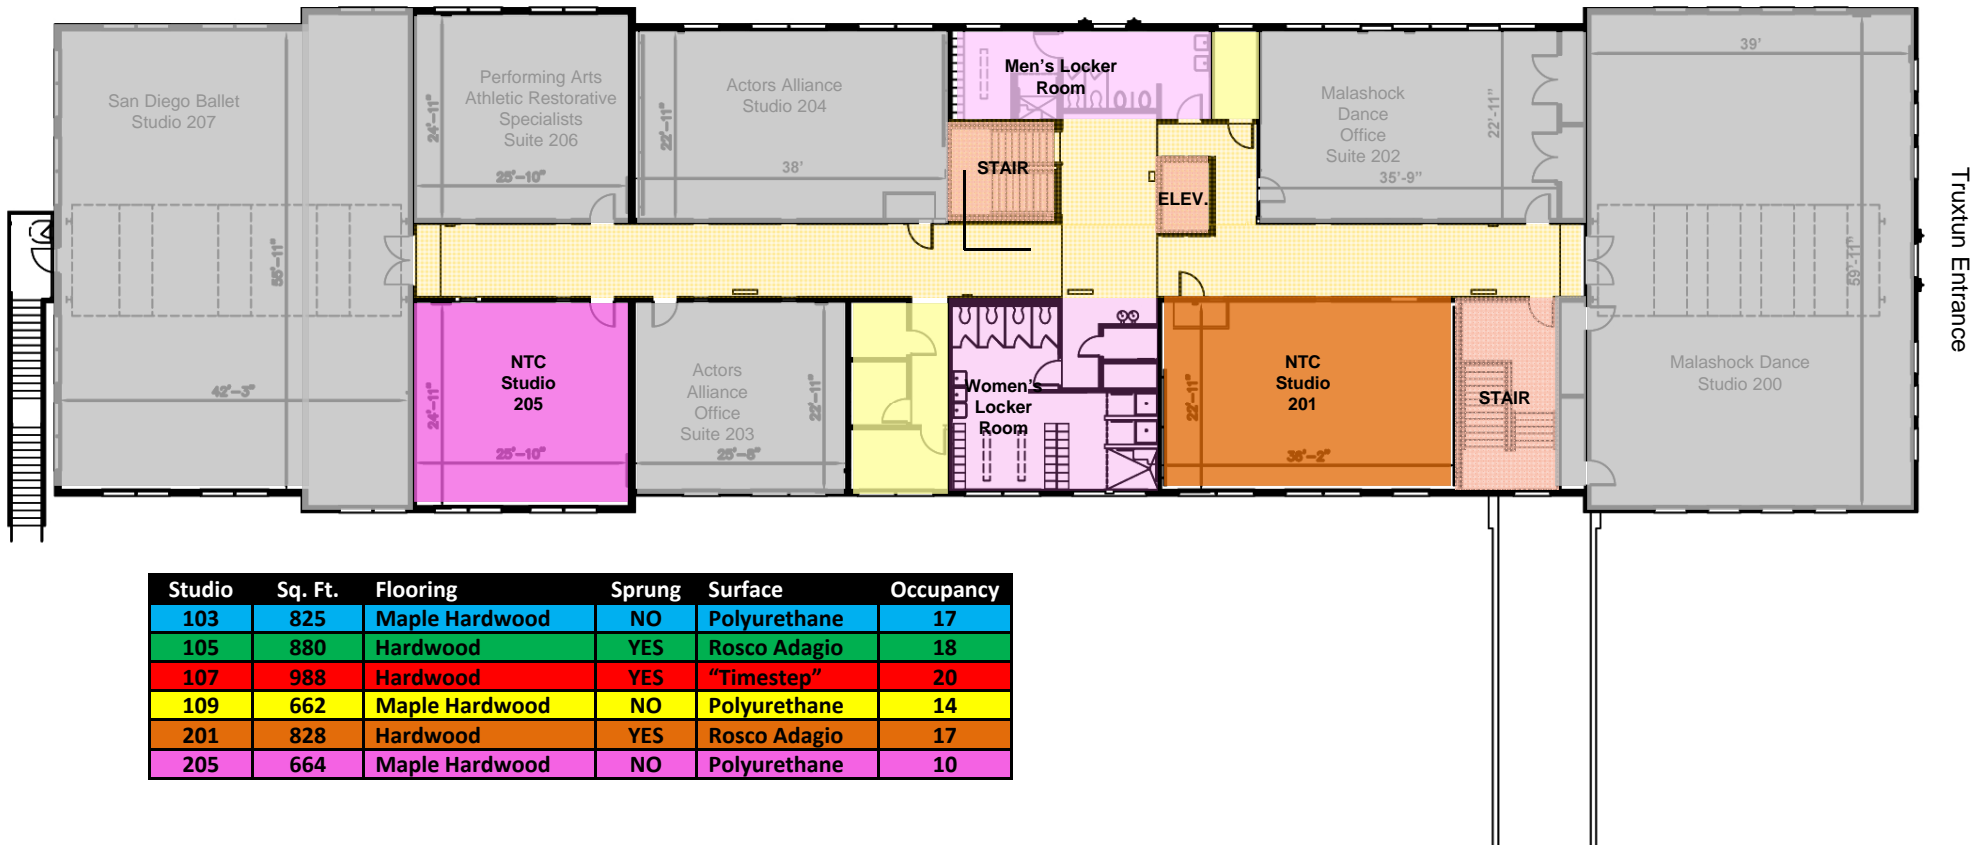 San Diego Ballet
Studio 207
55'-11"
42'-3"
Performing Arts
Athletic Restorative
Specialists
Suite 206
24'-11"
25'-10"
Actors Alliance
Studio 204
22'-11"
38'
Men's Locker
Room
STAIR
ELEV.
Malashock
Dance
Office
Suite 202
22'-11"
35'-9"
39'
59'-11"
Malashock Dance
Studio 200
Truxtun Entrance
NTC
Studio
205
24'-11"
25'-10"
Actors
Alliance
Office
Suite 203
22'-11"
25'-8"
Women's
Locker
Room
NTC
Studio
201
22'-11"
36'-2"
STAIR
Studio Sq. Ft. Flooring Sprung Surface Occupancy
103 825 Maple Hardwood NO Polyurethane 17
105 880 Hardwood YES Rosco Adagio 18
107 988 Hardwood YES “Timestep” 20
109 662 Maple Hardwood NO Polyurethane 14
201 828 Hardwood YES Rosco Adagio 17
205 664 Maple Hardwood NO Polyurethane 10